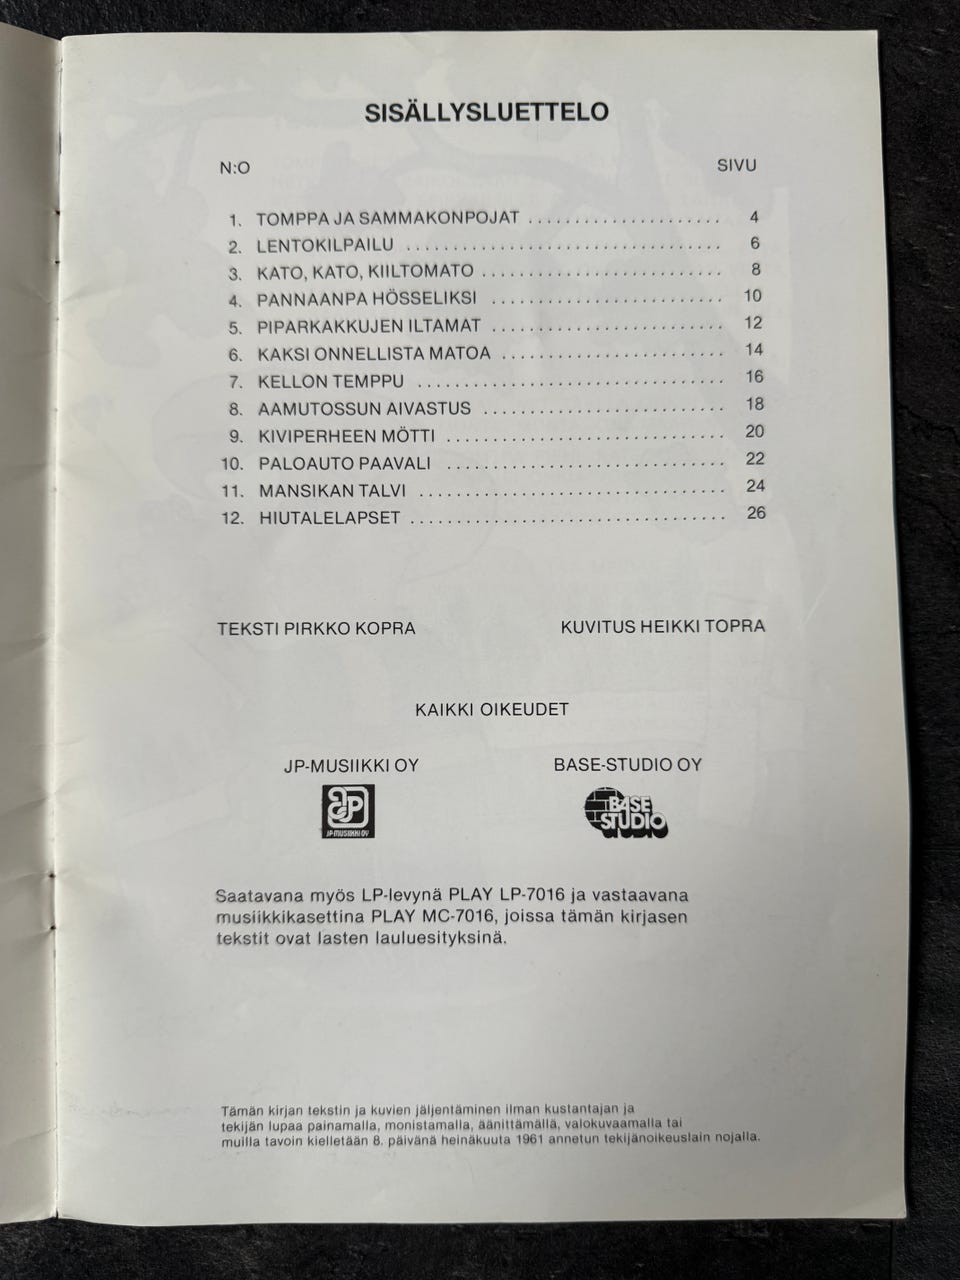 SISÄLLYSLUETTELO
N:O SIVU
1. TOMPPA JA SAMMAKONPOJAT ..................... 4
2. LENTOKILPAILU .................................. 6
3. KATO, KATO, KIILTOMATO .......................... 8
4. PANNAANPA HÖSSELIKSI ......................... 10
5. PIPARKAKKUJEN ILTAMAT ......................... 12
6. KAKSI ONNELLISTA MATOA ........................ 14
7. KELLON TEMPPU ................................. 16
8. AAMUTOSSUN AIVASTUS .......................... 18
9. KIVIPERHEEN MÖTTI .............................. 20
10. PALOAUTO PAAVALI .............................. 22
11. MANSIKAN TALVI ................................. 24
12. HIUTALELAPSET .................................. 26
TEKSTI PIRKKO KOPRA KUVITUS HEIKKI TOPRA
KAIKKI OIKEUDET
JP-MUSIIKKI OY BASE-STUDIO OY
JP
JP-MUSIIKKI OY
BASE
STUDIO
Saatavana myös LP-levynä PLAY LP-7016 ja vastaavana
musiikkikasettina PLAY MC-7016, joissa tämän kirjasen
tekstit ovat lasten lauluesityksinä.
Tämän kirjan tekstin ja kuvien jäljentäminen ilman kustantajan ja
tekijän lupaa painamalla, monistamalla, äänittämällä, valokuvaamalla tai
muilla tavoin kielletään 8. päivänä heinäkuuta 1961 annetun tekijänoikeuslain nojalla.